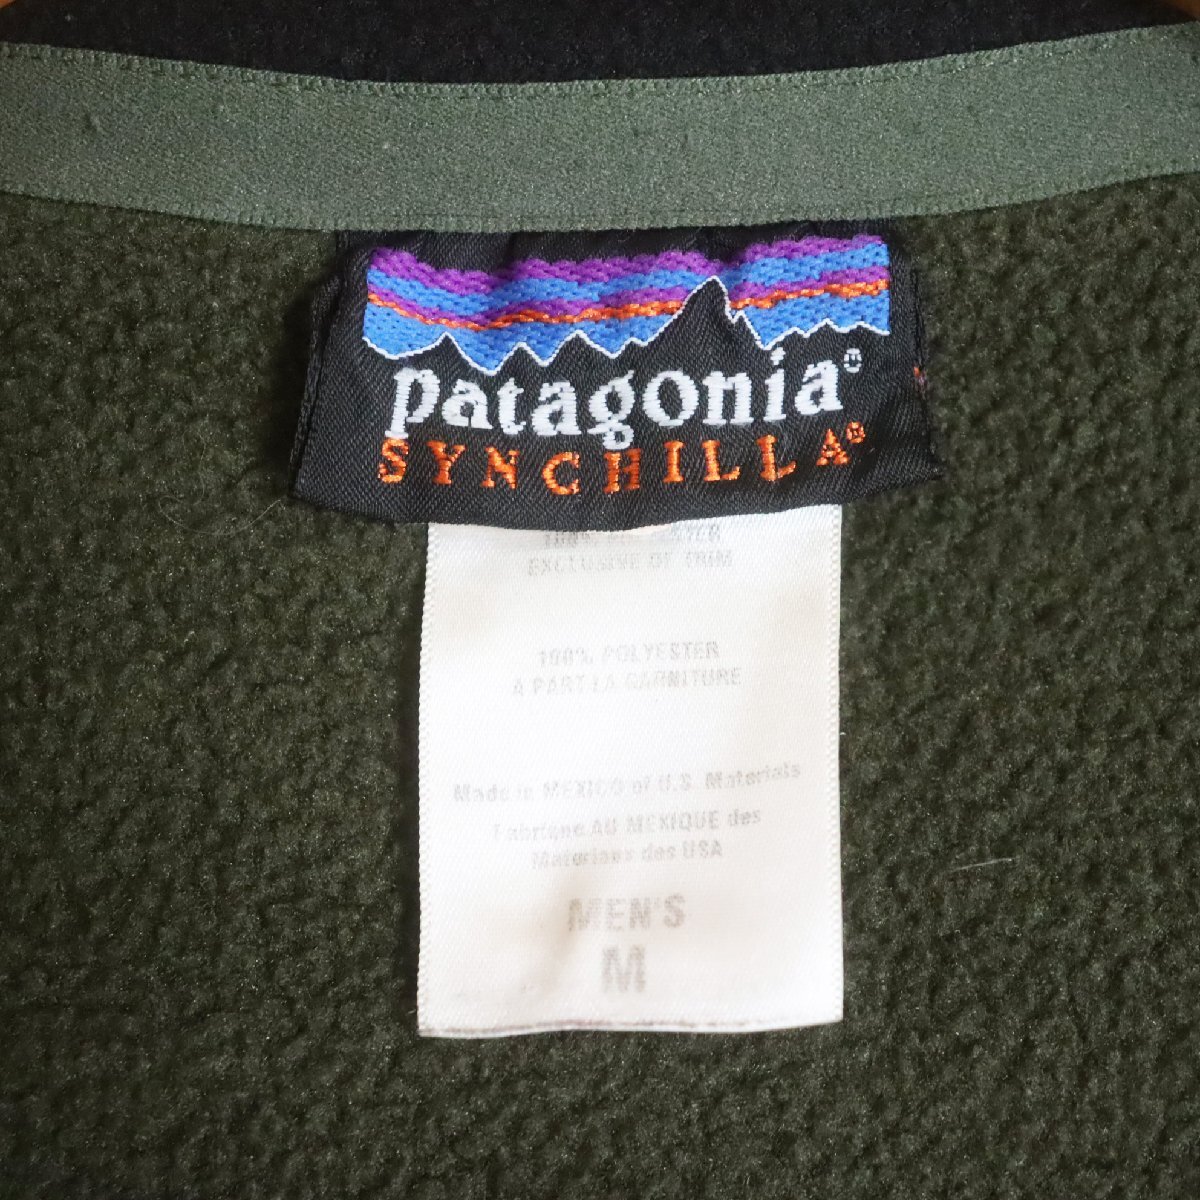 patagonia®
SYNCHILLA®
100% POLYESTER
EXCLUSIVE OF TRIM
100% POLYESTER
A PART LA GARNITURE
Made in MEXICO of U.S. Materials
Fabrique AU MEXIQUE des
Materiaux des USA
MEN'S
M